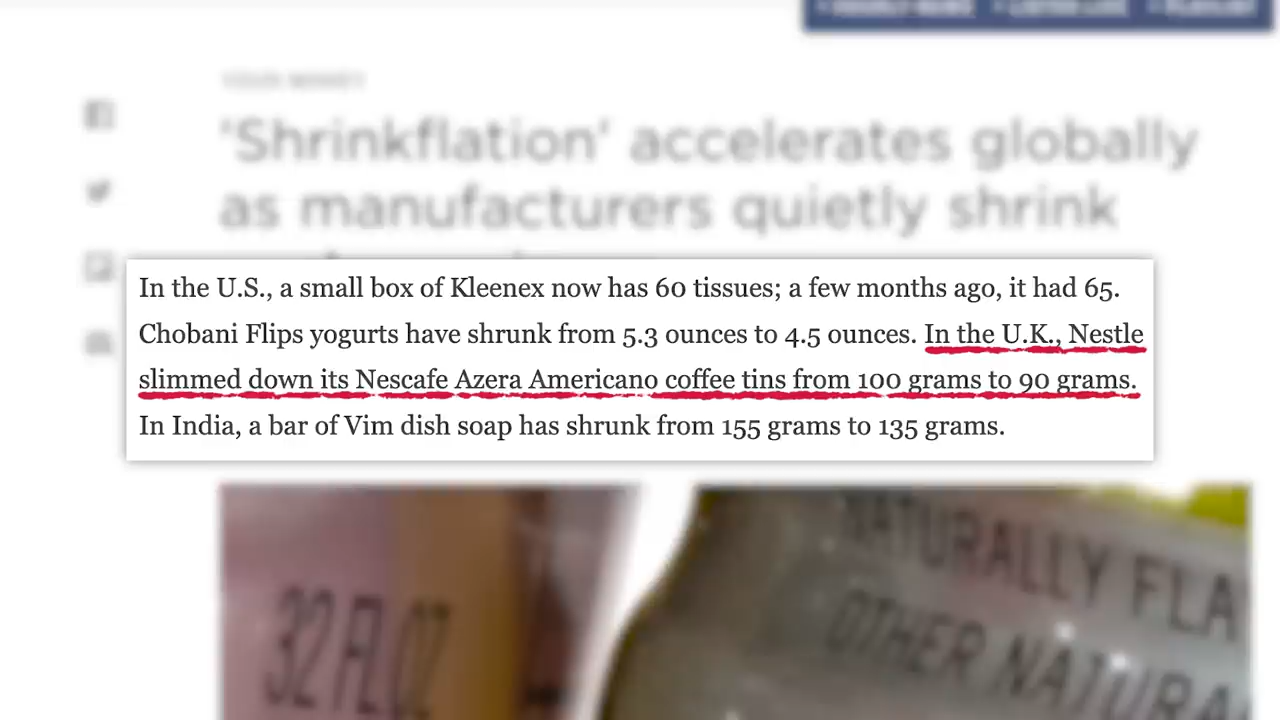 YOUR MONEY
'Shrinkflation' accelerates globally
as manufacturers quietly shrink
In the U.S., a small box of Kleenex now has 60 tissues; a few months ago, it had 65.
Chobani Flips yogurts have shrunk from 5.3 ounces to 4.5 ounces. In the U.K., Nestle
slimmed down its Nescafe Azera Americano coffee tins from 100 grams to 90 grams.
In India, a bar of Vim dish soap has shrunk from 155 grams to 135 grams.
32 FL OZ
NATURALLY FLA
OTHER NATURA